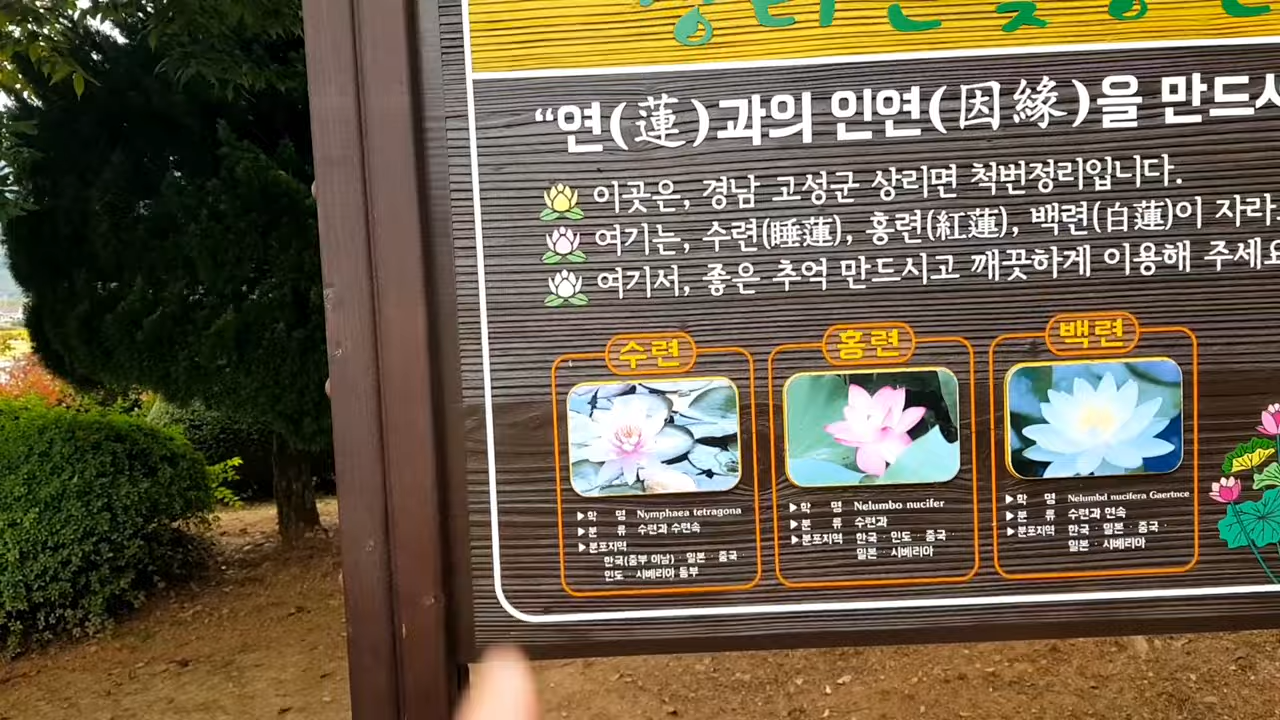 “연(蓮)과의 인연(因緣)을 만드시
이곳은, 경남 고성군 상리면 척번정리입니다.
여기는, 수련(睡蓮), 홍련(紅蓮), 백련(白蓮)이 자라
여기서, 좋은 추억 만드시고 깨끗하게 이용해 주세요
수련
▶학 명 Nymphaea tetragona
▶분 류 수련과 수련속
▶분포지역
한국(중부 이남) · 일본 · 중국 ·
인도 · 시베리아 동부
홍련
▶학 명 Nelumbo nucifer
▶분 류 수련과
▶분포지역 한국 · 인도 · 중국 ·
일본 · 시베리아
백련
▶학 명 Nelumbd nucifera Gaertnce
▶분 류 수련과 연속
▶분포지역 한국 · 일본 · 중국 ·
일본 · 시베리아